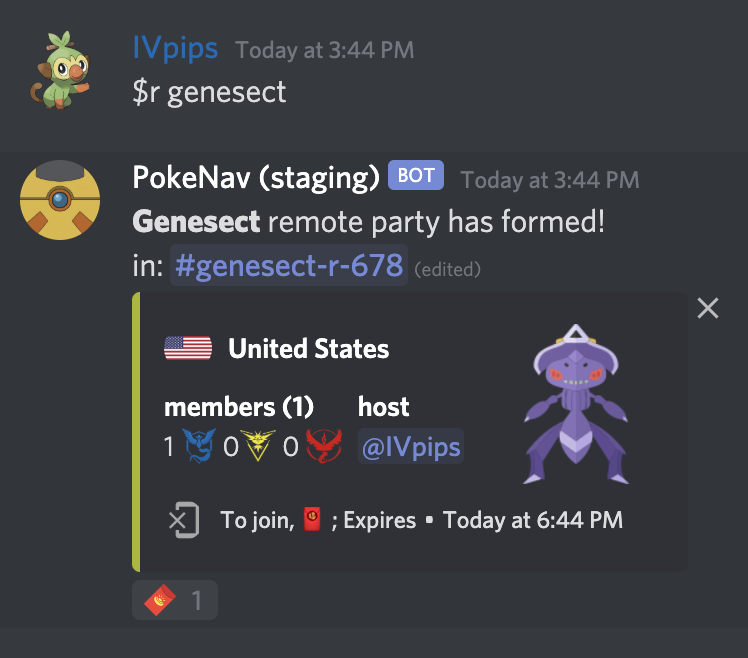 IVpips Today at 3:44 PM
$r genesect
PokeNav (staging) BOT Today at 3:44 PM
Genesect remote party has formed!
in: #genesect-r-678 (edited)
United States
members (1) host
1 0 0 @IVpips
To join, 🧧 ; Expires • Today at 6:44 PM
🧧 1